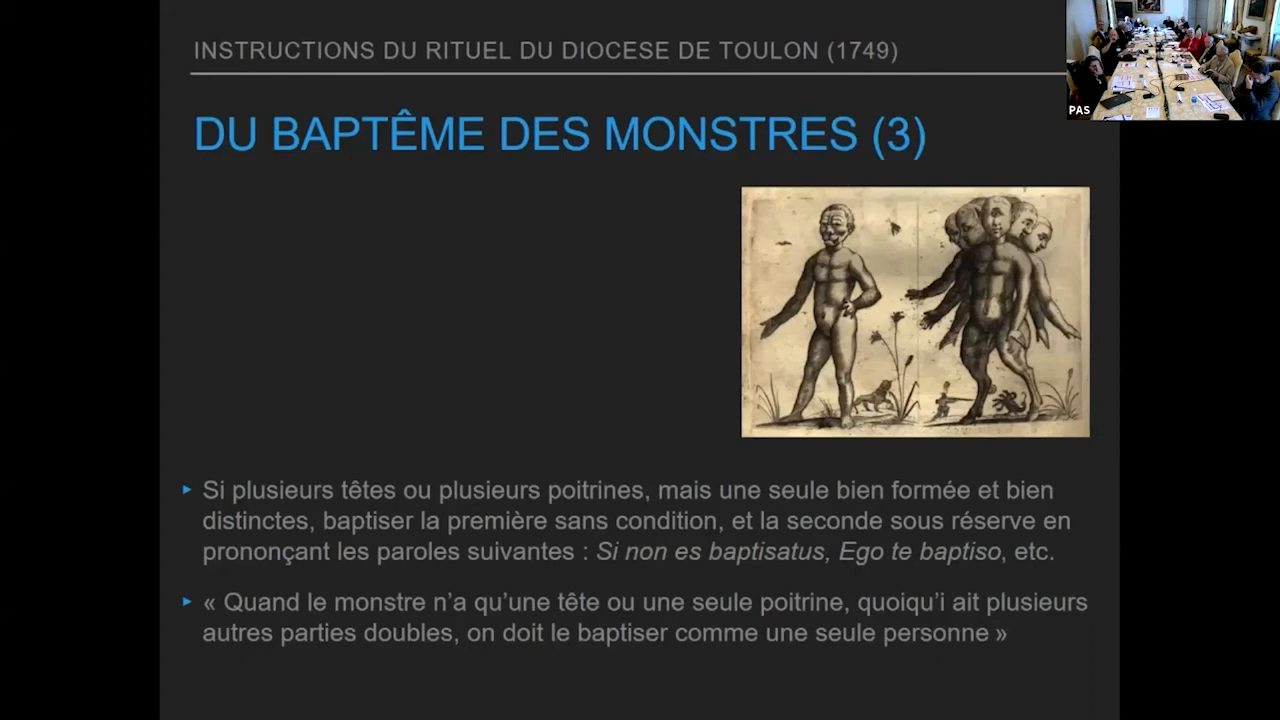 INSTRUCTIONS DU RITUEL DU DIOCESE DE TOULON (1749)
DU BAPTÊME DES MONSTRES (3)
PAS
Si plusieurs têtes ou plusieurs poitrines, mais une seule bien formée et bien
distinctes, baptiser la première sans condition, et la seconde sous réserve en
prononçant les paroles suivantes : Si non es baptisatus, Ego te baptiso, etc.
« Quand le monstre n’a qu’une tête ou une seule poitrine, quoiqu’i ait plusieurs
autres parties doubles, on doit le baptiser comme une seule personne »